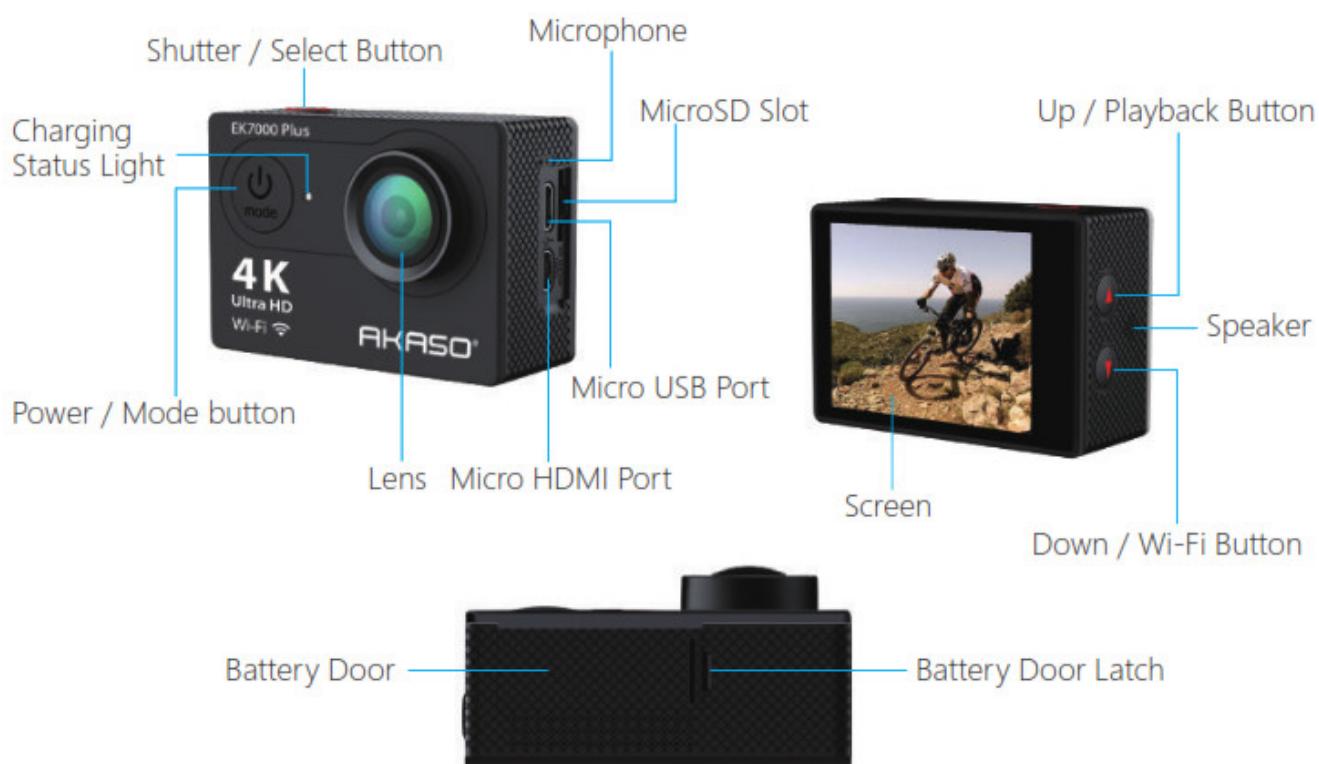 Microphone
Shutter / Select Button
MicroSD Slot
Up / Playback Button
Charging
Status Light
EK7000 Plus
mode
4K
Ultra HD
Wi-Fi
AKASO®
Speaker
Micro USB Port
Power / Mode button
Lens
Micro HDMI Port
Screen
Down / Wi-Fi Button
Battery Door
Battery Door Latch